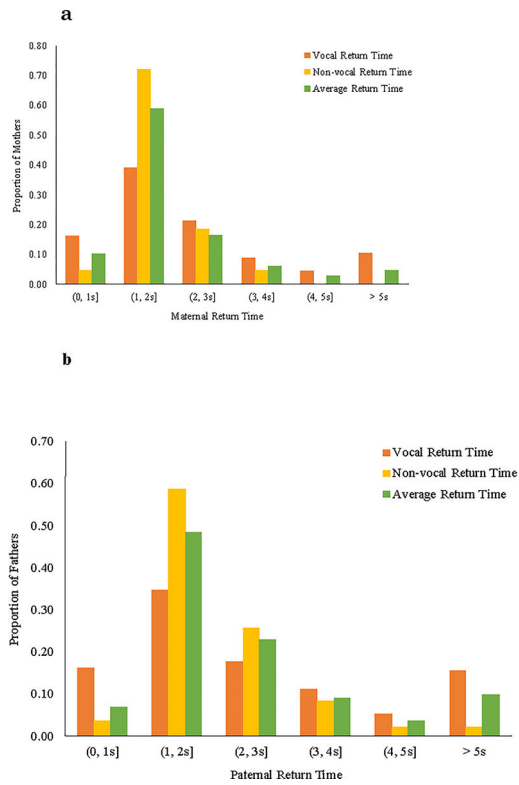 a
0.80
0.70
0.60
0.50
0.40
0.30
0.20
0.10
0.00
Proportion of Mothers
Vocal Return Time
Non-vocal Return Time
Average Return Time
(0, 1s] (1, 2s] (2, 3s] (3, 4s] (4, 5s] > 5s
Maternal Return Time
b
0.70
0.60
0.50
0.40
0.30
0.20
0.10
0.00
Proportion of Fathers
Vocal Return Time
Non-vocal Return Time
Average Return Time
(0, 1s] (1, 2s] (2, 3s] (3, 4s] (4, 5s] > 5s
Paternal Return Time